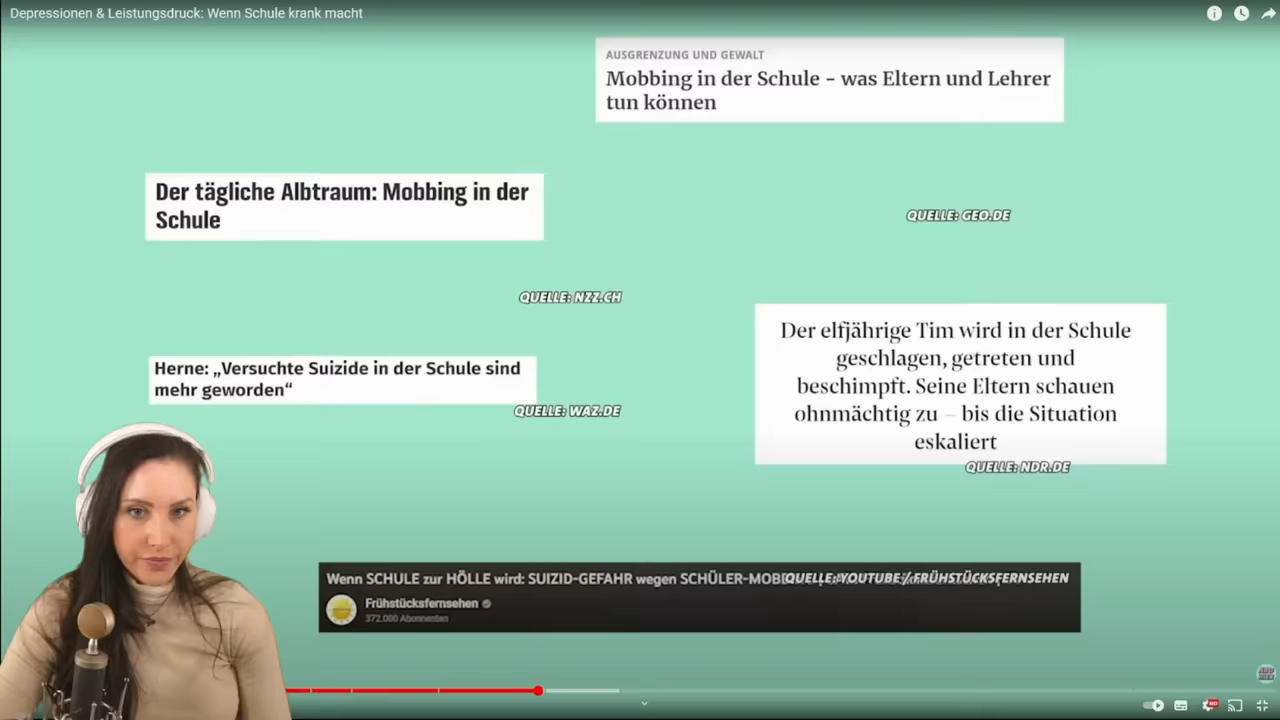 Depressionen & Leistungsdruck: Wenn Schule krank macht
AUSGRENZUNG UND GEWALT
Mobbing in der Schule - was Eltern und Lehrer
tun können
Der tägliche Albtraum: Mobbing in der
Schule
QUELLE: GEO.DE
QUELLE: NZZ.CH
Der elfjährige Tim wird in der Schule
geschlagen, getreten und
beschimpft. Seine Eltern schauen
ohnmächtig zu – bis die Situation
eskaliert
QUELLE: NDR.DE
Herne: „Versuchte Suizide in der Schule sind
mehr geworden“
QUELLE: WAZ.DE
Wenn SCHULE zur HÖLLE wird: SUIZID-GEFAHR wegen
QUELLE: YOUTUBE / FRÜHSTÜCKSFERNSEHEN
Frühstücksfernsehen
372.000 Abonnenten
HD